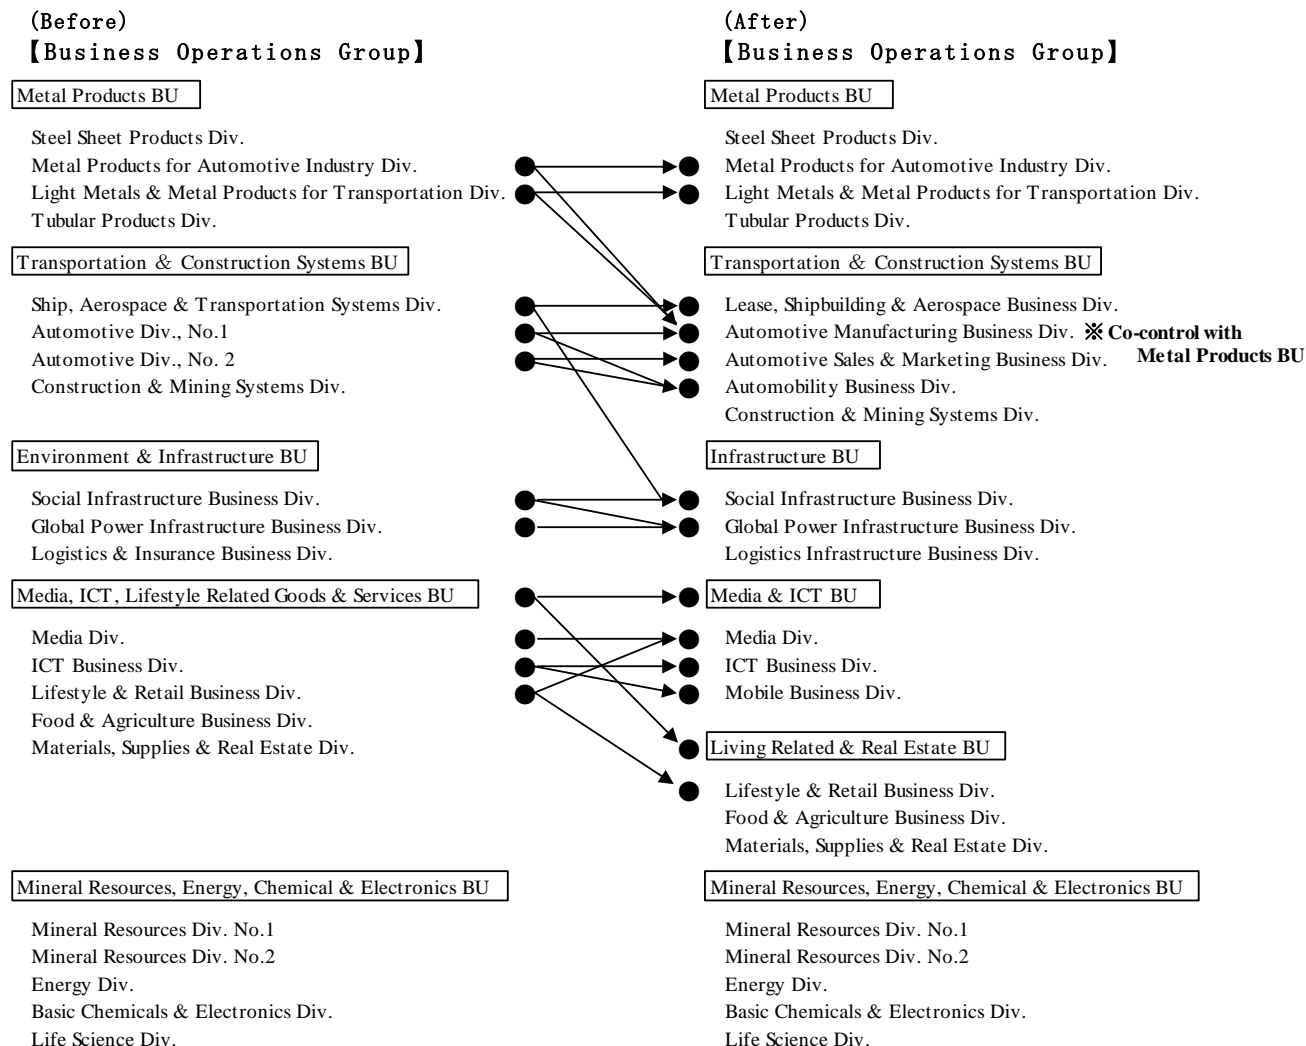 (Before)
【Business Operations Group】
Metal Products BU
Steel Sheet Products Div.
Metal Products for Automotive Industry Div.
Light Metals & Metal Products for Transportation Div.
Tubular Products Div.
Transportation & Construction Systems BU
Ship, Aerospace & Transportation Systems Div.
Automotive Div., No.1
Automotive Div., No. 2
Construction & Mining Systems Div.
Environment & Infrastructure BU
Social Infrastructure Business Div.
Global Power Infrastructure Business Div.
Logistics & Insurance Business Div.
Media, ICT, Lifestyle Related Goods & Services BU
Media Div.
ICT Business Div.
Lifestyle & Retail Business Div.
Food & Agriculture Business Div.
Materials, Supplies & Real Estate Div.
Mineral Resources, Energy, Chemical & Electronics BU
Mineral Resources Div. No.1
Mineral Resources Div. No.2
Energy Div.
Basic Chemicals & Electronics Div.
Life Science Div.
(After)
【Business Operations Group】
Metal Products BU
Steel Sheet Products Div.
Metal Products for Automotive Industry Div.
Light Metals & Metal Products for Transportation Div.
Tubular Products Div.
Transportation & Construction Systems BU
Lease, Shipbuilding & Aerospace Business Div.
Automotive Manufacturing Business Div. ※ Co-control with
Metal Products BU
Automotive Sales & Marketing Business Div.
Automobility Business Div.
Construction & Mining Systems Div.
Infrastructure BU
Social Infrastructure Business Div.
Global Power Infrastructure Business Div.
Logistics Infrastructure Business Div.
Media & ICT BU
Media Div.
ICT Business Div.
Mobile Business Div.
Living Related & Real Estate BU
Lifestyle & Retail Business Div.
Food & Agriculture Business Div.
Materials, Supplies & Real Estate Div.
Mineral Resources, Energy, Chemical & Electronics BU
Mineral Resources Div. No.1
Mineral Resources Div. No.2
Energy Div.
Basic Chemicals & Electronics Div.
Life Science Div.